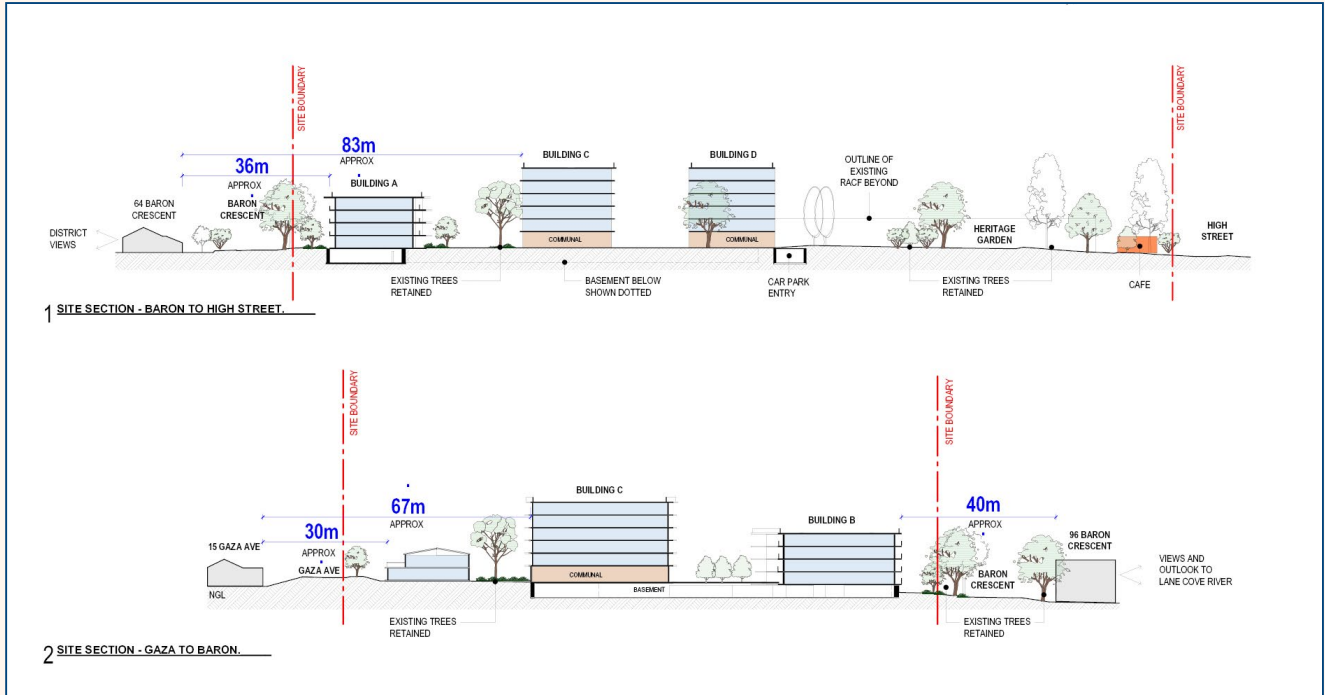 SITE BOUNDARY
SITE BOUNDARY
83m
APPROX
36m
APPROX
BUILDING A
BUILDING C
BUILDING D
OUTLINE OF
EXISTING
RACF BEYOND
64 BARON
CRESCENT
BARON
CRESCENT
DISTRICT
VIEWS
COMMUNAL
COMMUNAL
HERITAGE
GARDEN
HIGH
STREET
EXISTING TREES
RETAINED
BASEMENT BELOW
SHOWN DOTTED
CAR PARK
ENTRY
EXISTING TREES
RETAINED
CAFE
1 SITE SECTION - BARON TO HIGH STREET.
SITE BOUNDARY
SITE BOUNDARY
67m
APPROX
30m
APPROX
15 GAZA AVE
GAZA AVE
NGL
BUILDING C
COMMUNAL
BASEMENT
BUILDING B
40m
APPROX
96 BARON
CRESCENT
BARON
CRESCENT
VIEWS AND
OUTLOOK TO
LANE COVE RIVER
EXISTING TREES
RETAINED
EXISTING TREES
RETAINED
2 SITE SECTION - GAZA TO BARON.